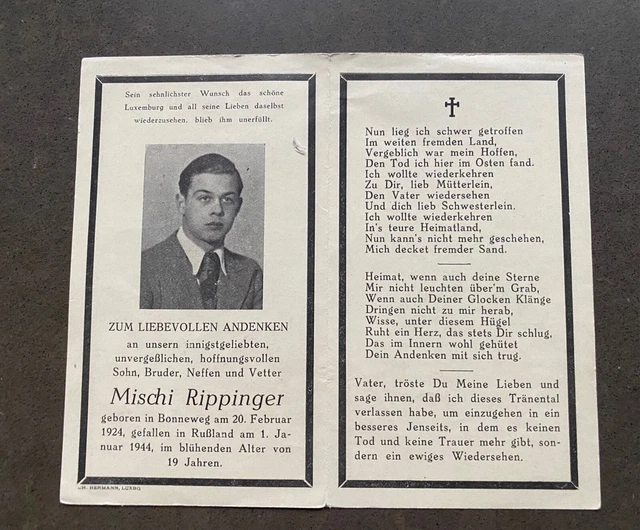 Sein sehnlichster Wunsch das schöne
Luxemburg und all seine Lieben daselbst
wiederzusehen, blieb ihm unerfüllt.
ZUM LIEBEVOLLEN ANDENKEN
an unsern innigstgeliebten,
unvergeßlichen, hoffnungsvollen
Sohn, Bruder, Neffen und Vetter
Mischi Rippinger
geboren in Bonneweg am 20. Februar
1924, gefallen in Rußland am 1. Ja-
nuar 1944, im blühenden Alter von
19 Jahren.
CH. HERMANN, LUXBG
Nun lieg ich schwer getroffen
Im weiten fremden Land,
Vergeblich war mein Hoffen,
Den Tod ich hier im Osten fand.
Ich wollte wiederkehren
Zu Dir, lieb Mütterlein,
Den Vater wiedersehen
Und dich lieb Schwesterlein.
Ich wollte wiederkehren
In's teure Heimatland,
Nun kann's nicht mehr geschehen,
Mich decket fremder Sand.
Heimat, wenn auch deine Sterne
Mir nicht leuchten über'm Grab,
Wenn auch Deiner Glocken Klänge
Dringen nicht zu mir herab,
Wisse, unter diesem Hügel
Ruht ein Herz, das stets Dir schlug,
Das im Innern wohl gehütet
Dein Andenken mit sich trug.
Vater, tröste Du Meine Lieben und
sage ihnen, daß ich dieses Tränental
verlassen habe, um einzugehen in ein
besseres Jenseits, in dem es keinen
Tod und keine Trauer mehr gibt, son-
dern ein ewiges Wiedersehen.